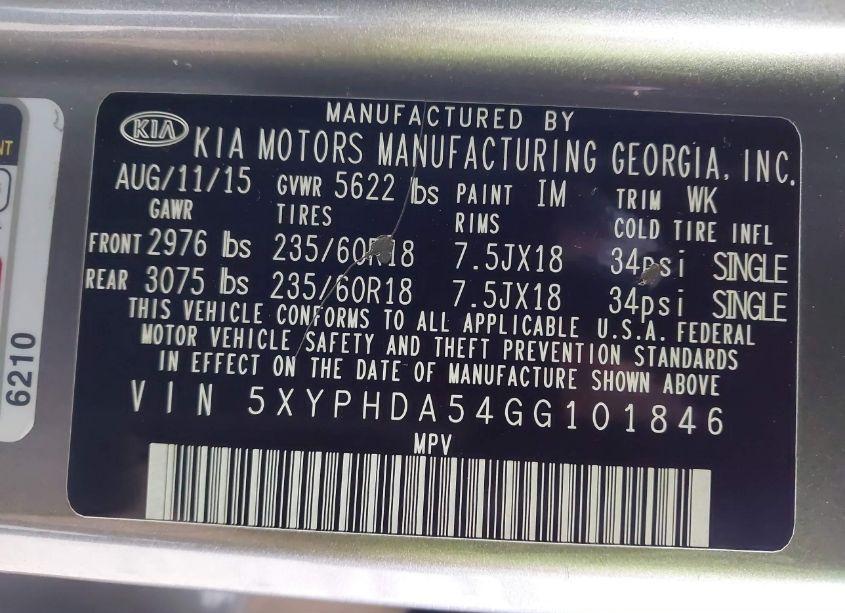 MANUFACTURED BY
KIA KIA MOTORS MANUFACTURING GEORGIA, INC.
AUG/11/15 GVWR 5622 lbs PAINT IM TRIM WK
GAWR TIRES RIMS COLD TIRE INFL
FRONT 2976 lbs 235/60R18 7.5JX18 34psi SINGLE
REAR 3075 lbs 235/60R18 7.5JX18 34psi SINGLE
THIS VEHICLE CONFORMS TO ALL APPLICABLE U.S.A. FEDERAL
MOTOR VEHICLE SAFETY AND THEFT PREVENTION STANDARDS
IN EFFECT ON THE DATE OF MANUFACTURE SHOWN ABOVE
VIN 5XYPHDA54GG101846
MPV
6210